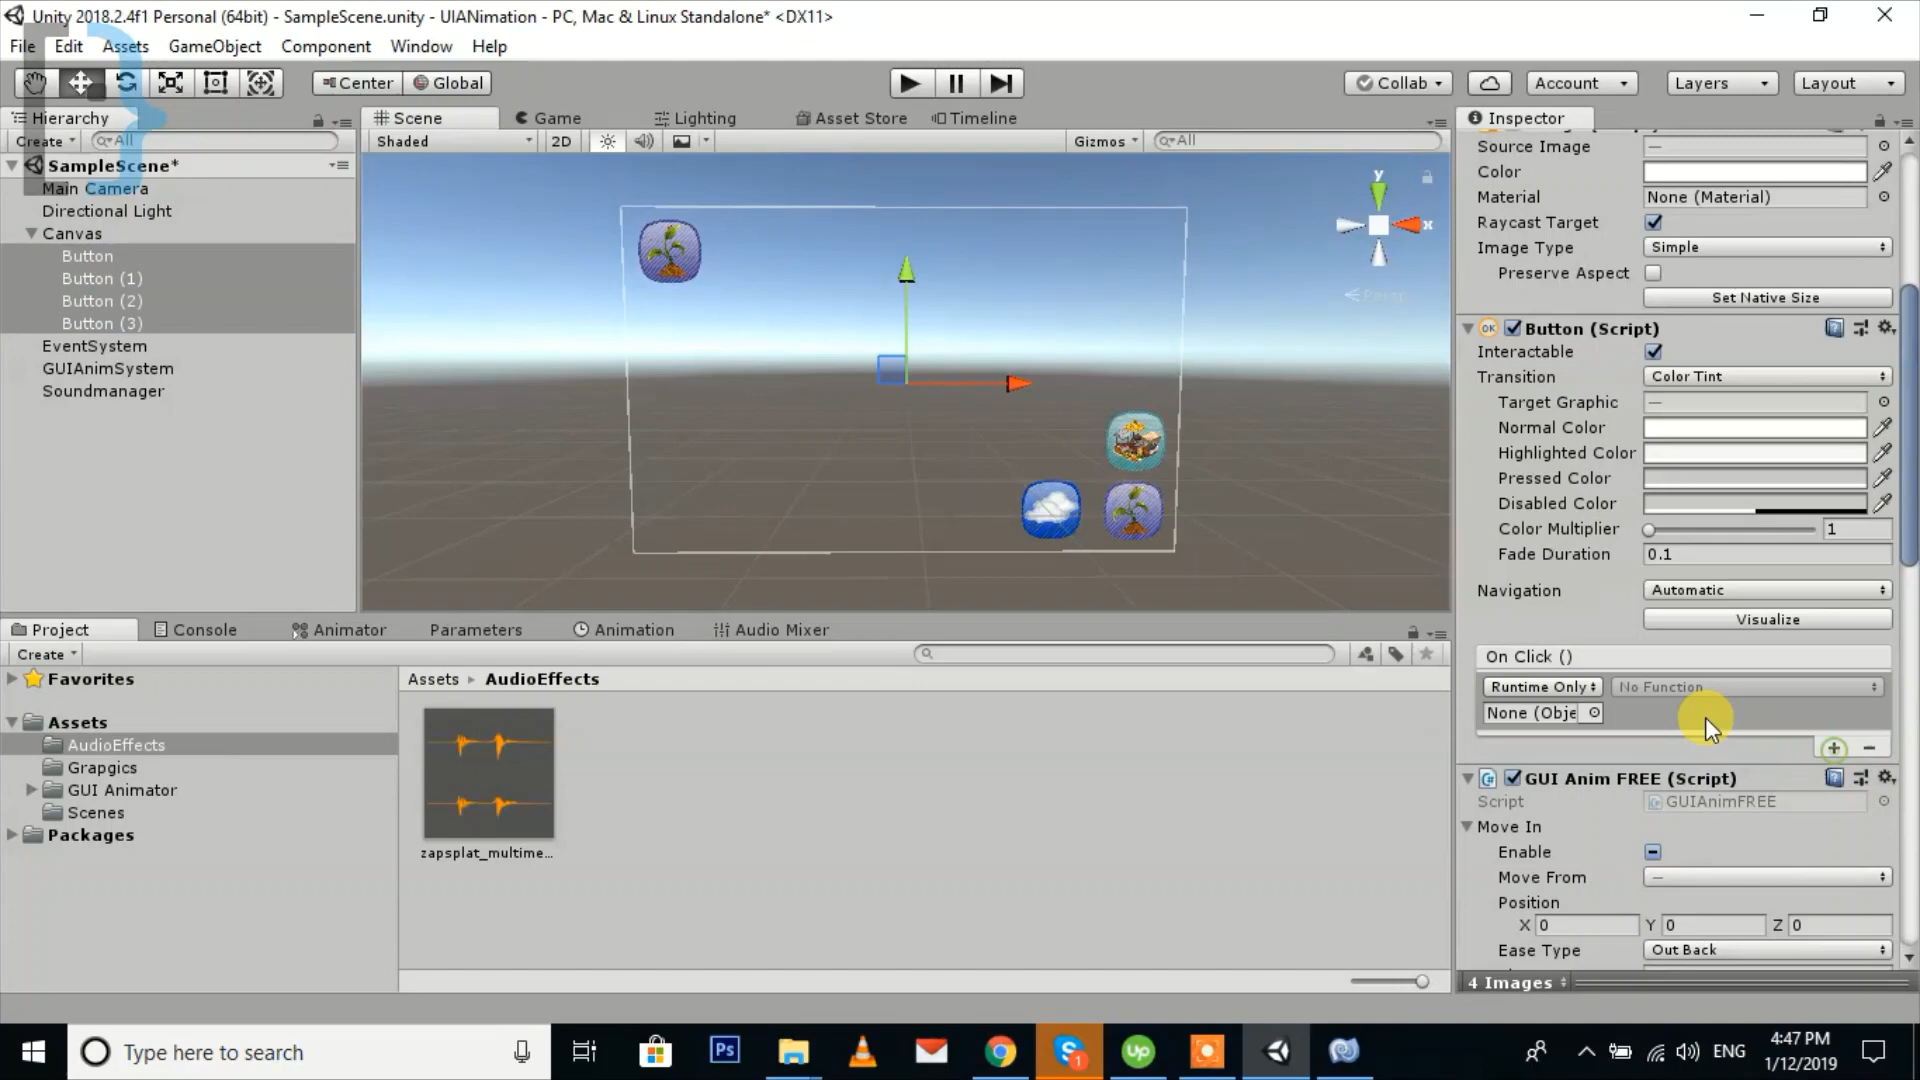 Unity 2018.2.4f1 Personal (64bit) - SampleScene.unity - UIANimation - PC, Mac & Linux Standalone* <DX11>
File Edit Assets GameObject Component Window Help
Center Global Collab Account Layers Layout
Hierarchy
Create All
SampleScene*
Main Camera
Directional Light
Canvas
Button
Button (1)
Button (2)
Button (3)
EventSystem
GUIAnimSystem
Soundmanager
Scene Game Lighting Asset Store Timeline
Shaded 2D Gizmos All
y
x
Persp
Inspector
Source Image —
Color
Material None (Material)
Raycast Target
Image Type Simple
Preserve Aspect
Set Native Size
OK Button (Script)
Interactable
Transition Color Tint
Target Graphic —
Normal Color
Highlighted Color
Pressed Color
Disabled Color
Color Multiplier 1
Fade Duration 0.1
Navigation Automatic
Visualize
On Click ()
Runtime Only No Function
None (Obje
C# GUI Anim FREE (Script)
Script GUIAnimFREE
Move In
Enable
Move From —
Position
X 0 Y 0 Z 0
Ease Type Out Back
4 Images
Project Console Animator Parameters Animation Audio Mixer
Create
Favorites
Assets
AudioEffects
Grapgics
GUI Animator
Scenes
Packages
Assets AudioEffects
zapsplat_multime...
Type here to search
Ps
S 1
Up
ENG
4:47 PM
1/12/2019